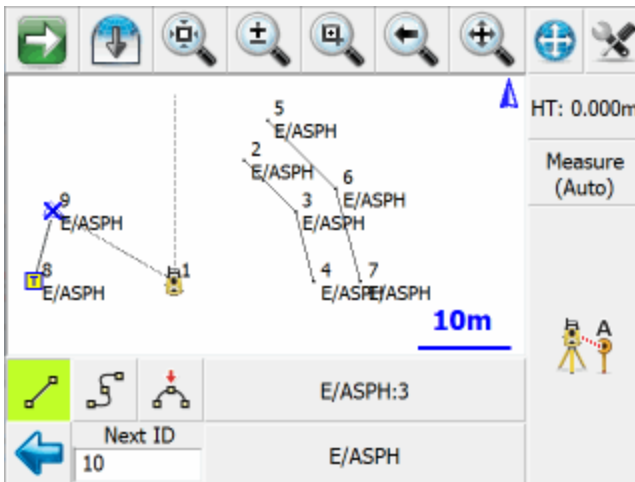 HT: 0.000m
Measure
(Auto)
5
E/ASPH
2
E/ASPH
6
E/ASPH
3
E/ASPH
9
E/ASPH
8
E/ASPH
T
1
4
E/ASPH
7
E/ASPH
10m
A
E/ASPH:3
Next ID
10
E/ASPH